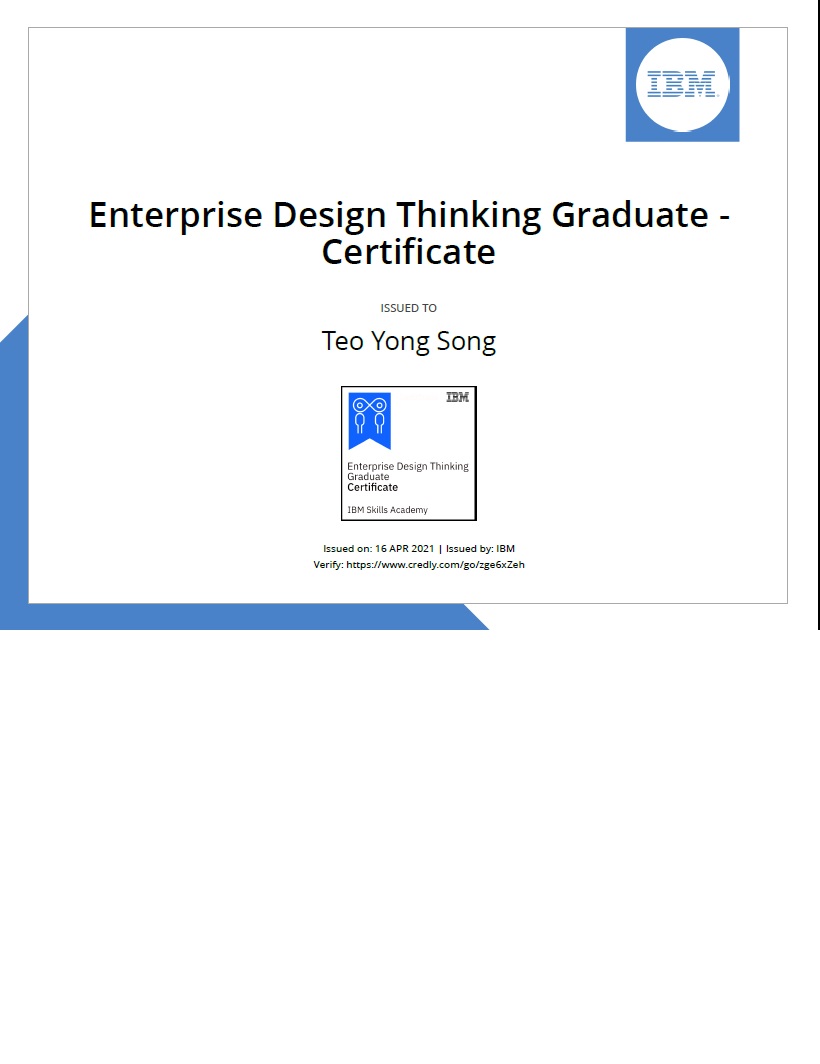 IBM
Enterprise Design Thinking Graduate -
Certificate
ISSUED TO
Teo Yong Song
IBM
Enterprise Design Thinking
Graduate
Certificate
IBM Skills Academy
Issued on: 16 APR 2021 | Issued by: IBM
Verify: https://www.credly.com/go/zge6xZeh